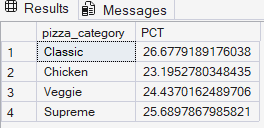 Results Messages
pizza_category PCT
1 Classic 26.6779189176038
2 Chicken 23.1952780348435
3 Veggie 24.4370162489706
4 Supreme 25.6897867985821